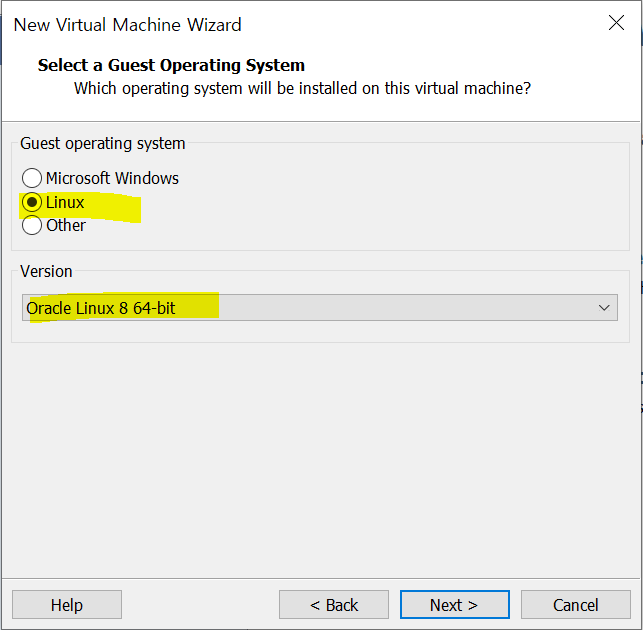 New Virtual Machine Wizard
Select a Guest Operating System
Which operating system will be installed on this virtual machine?
Guest operating system
Microsoft Windows
Linux
Other
Version
Oracle Linux 8 64-bit
Help
< Back
Next >
Cancel